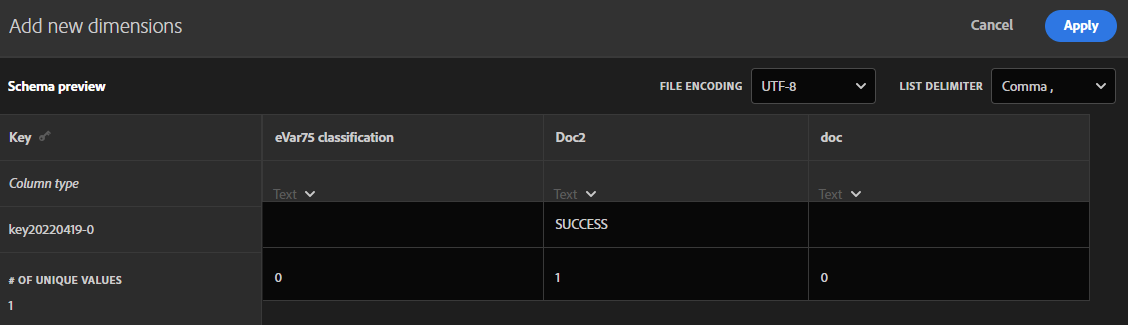 Add new dimensions
Cancel
Apply
Schema preview
FILE ENCODING
UTF-8
LIST DELIMITER
Comma ,
Key
eVar75 classification
Doc2
doc
Column type
Text
Text
Text
key20220419-0
SUCCESS
# OF UNIQUE VALUES
0
1
0
1